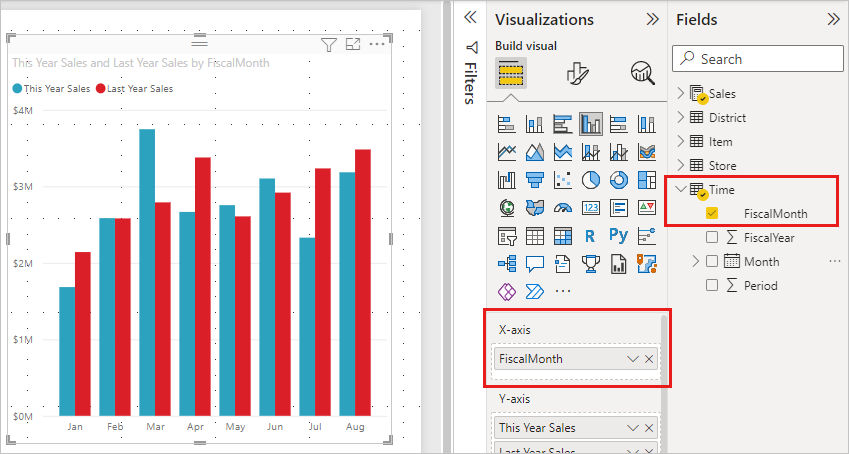 Visualizations
Fields
This Year Sales and Last Year Sales by FiscalMonth
This Year Sales
Last Year Sales
$4M
$3M
$2M
$1M
$0M
Jan
Feb
Mar
Apr
May
Jun
Jul
Aug
Filters
Build visual
123
R
Py
X-axis
FiscalMonth
Y-axis
This Year Sales
Last Year Sales
Search
Sales
District
Item
Store
Time
FiscalMonth
FiscalYear
Month
Period